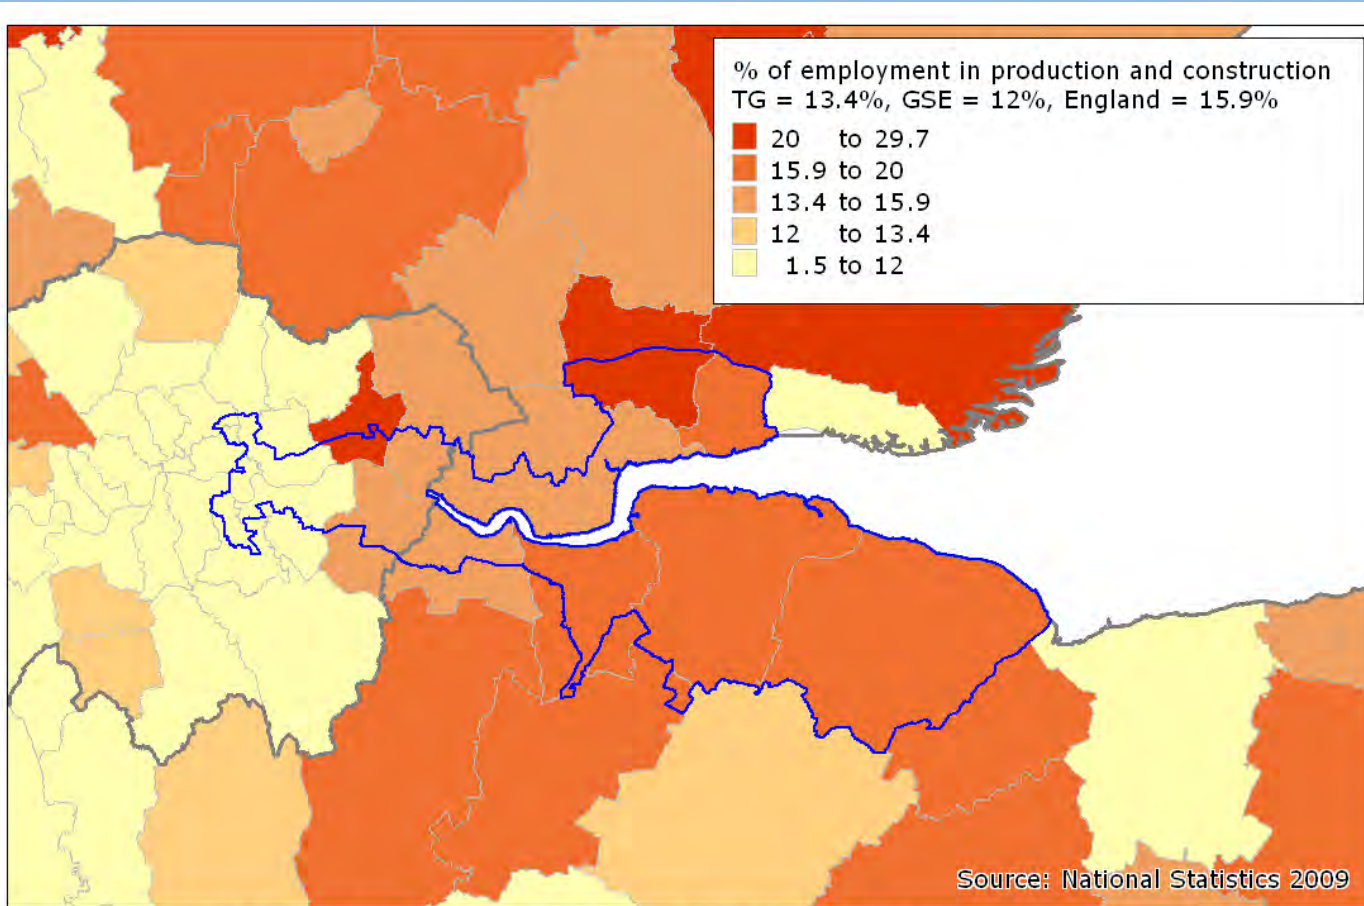 % of employment in production and construction
TG = 13.4%, GSE = 12%, England = 15.9%
20 to 29.7
15.9 to 20
13.4 to 15.9
12 to 13.4
1.5 to 12
Source: National Statistics 2009